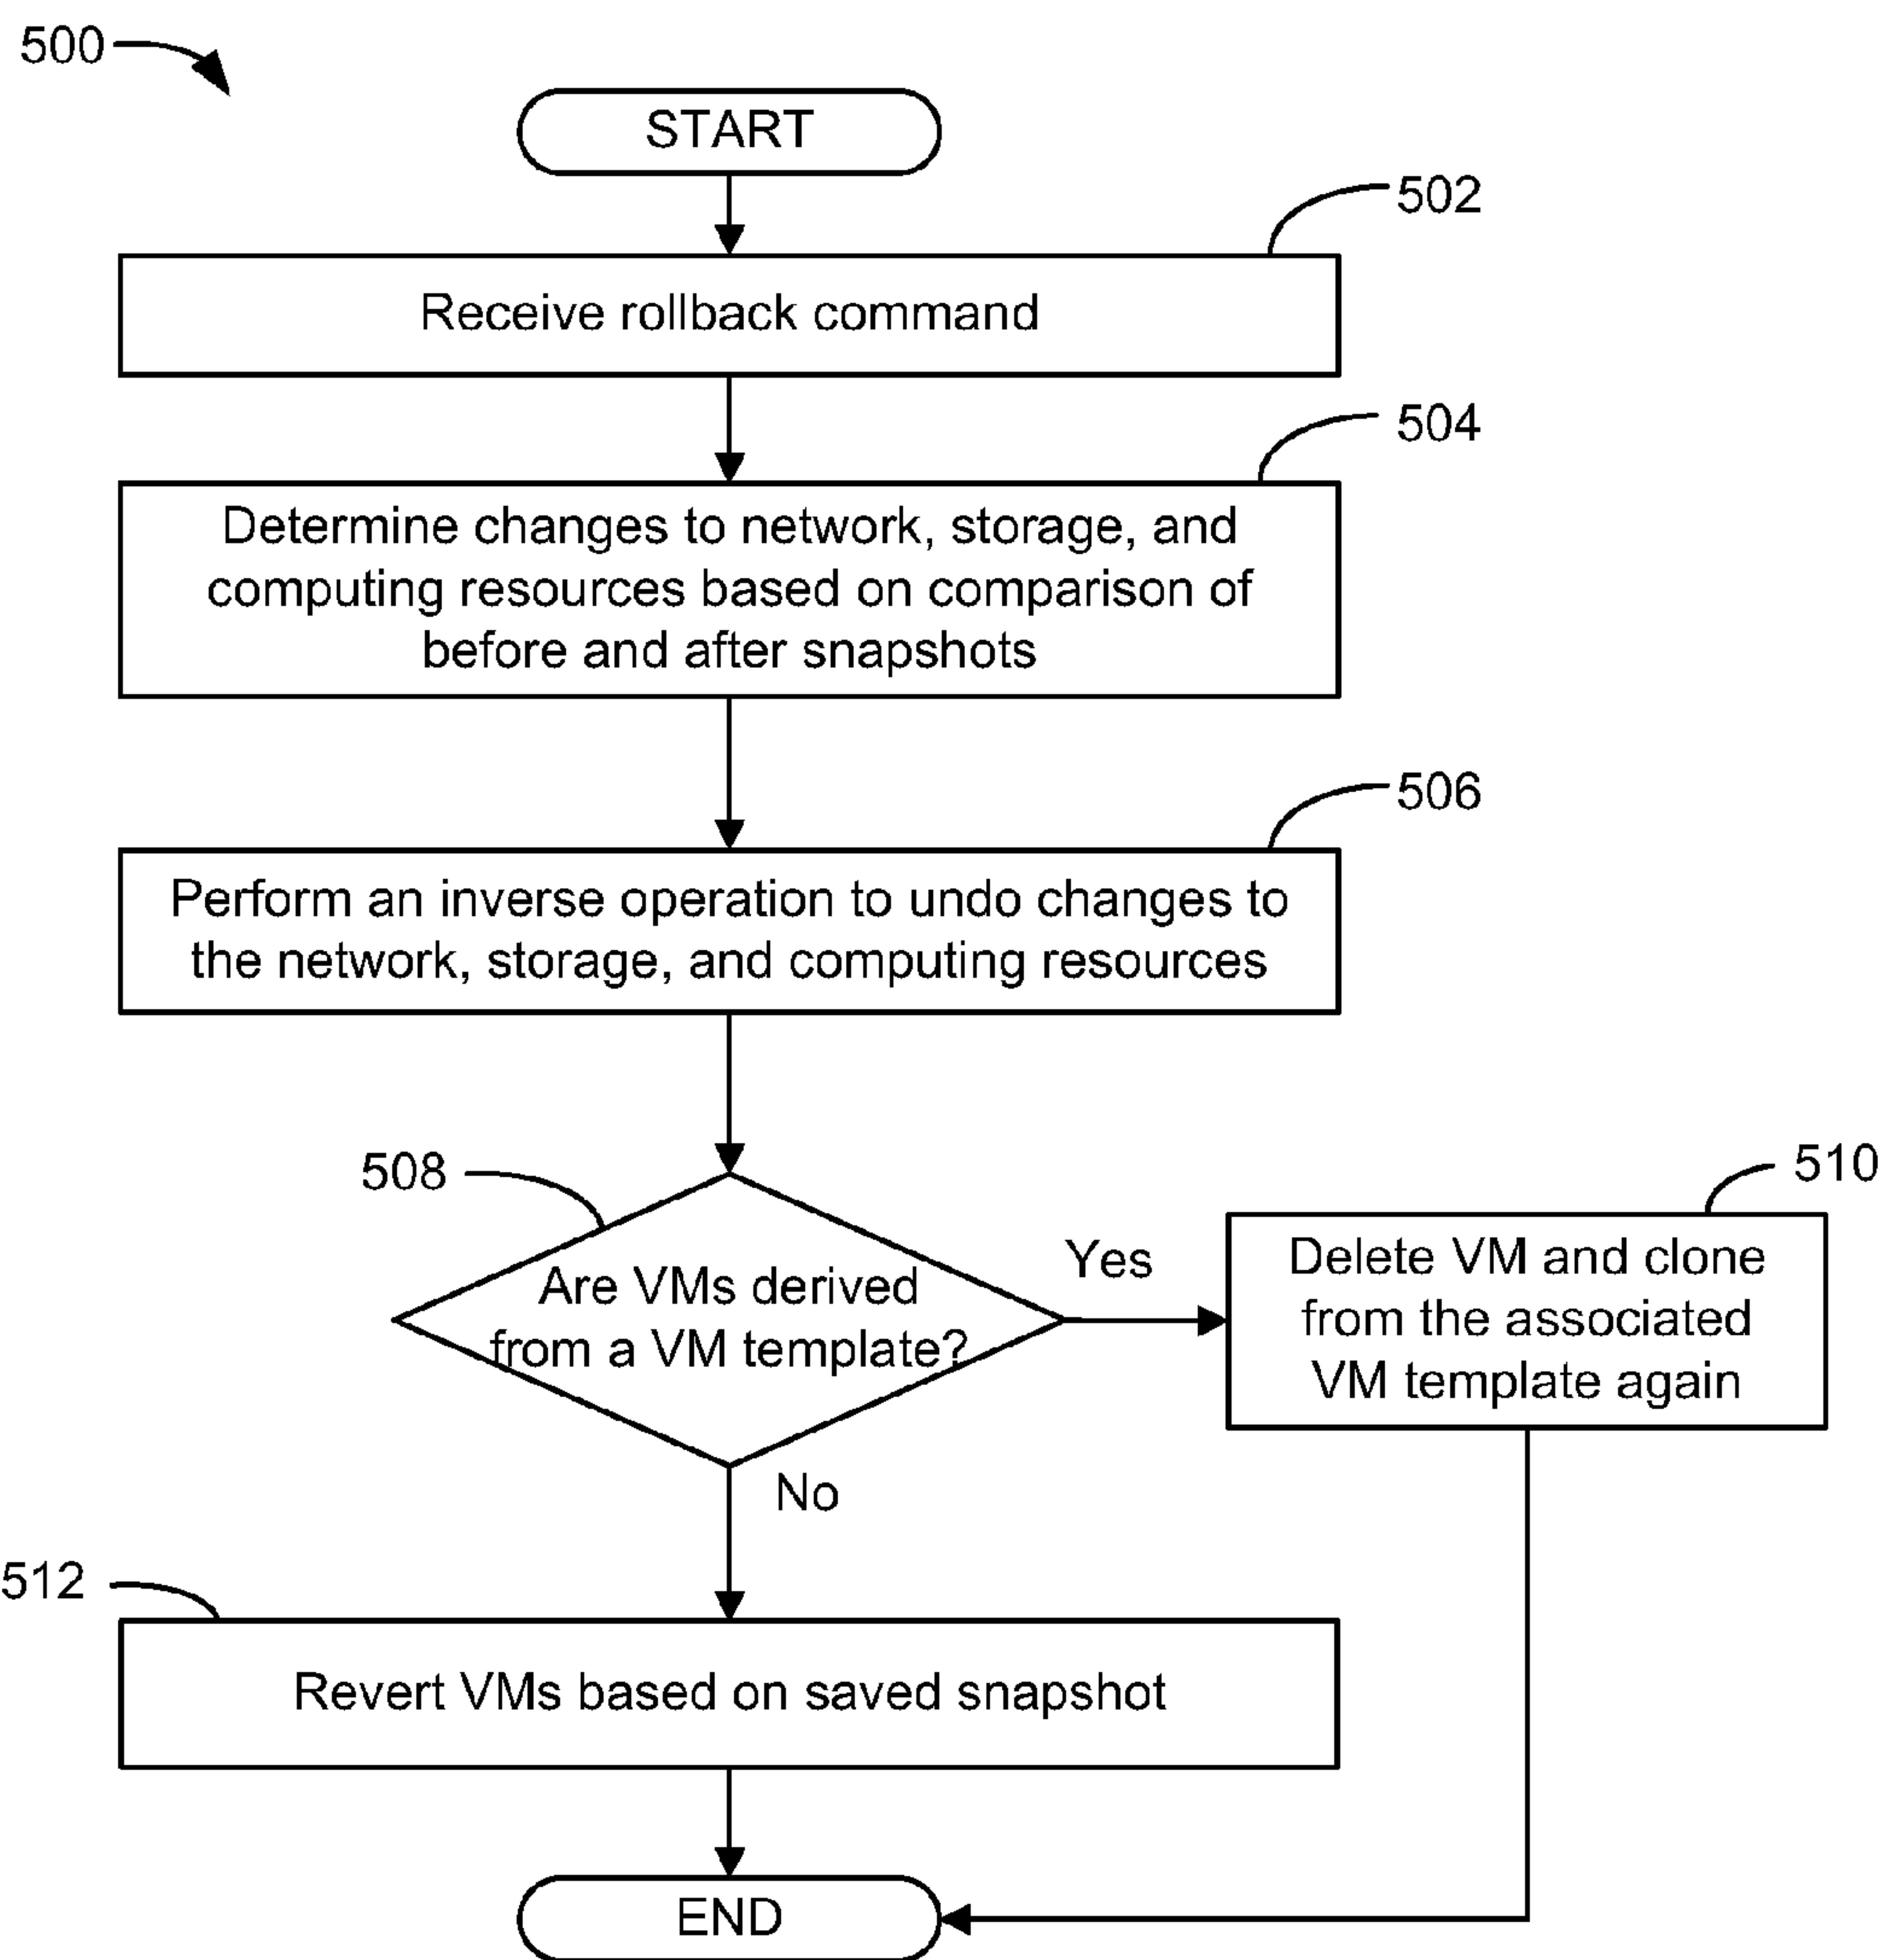 500
START
502
Receive rollback command
504
Determine changes to network, storage, and
computing resources based on comparison of
before and after snapshots
506
Perform an inverse operation to undo changes to
the network, storage, and computing resources
508
Are VMs derived
from a VM template?
Yes
510
Delete VM and clone
from the associated
VM template again
No
512
Revert VMs based on saved snapshot
END